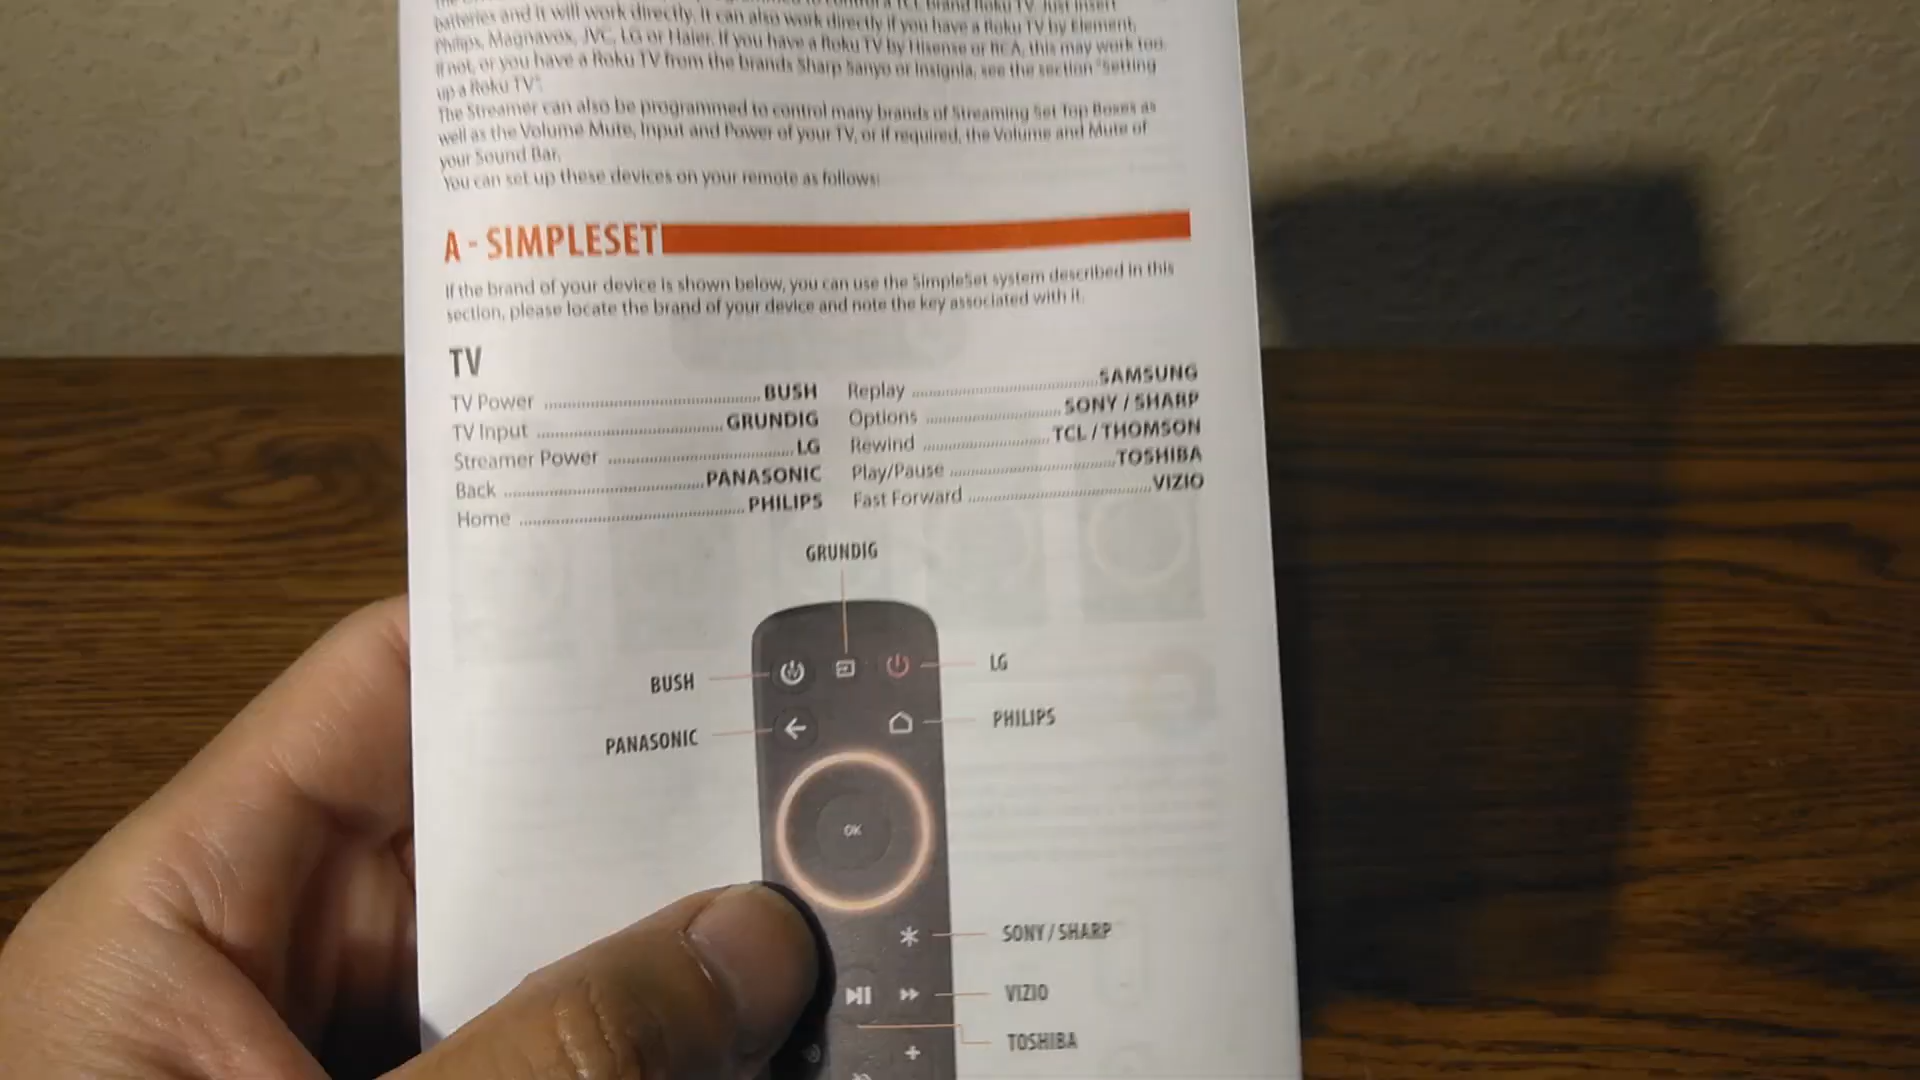 batteries and it will work directly. It can also work directly if you have a Roku TV by Element,
Philips, Magnavox, JVC, LG or Haier. If you have a Roku TV by Hisense or RCA, this may work too.
If not, or you have a Roku TV from the brands Sharp Sanyo or Insignia, see the section "Setting
up a Roku TV".
The Streamer can also be programmed to control many brands of Streaming Set Top Boxes as
well as the Volume Mute, Input and Power of your TV, or if required, the Volume and Mute of
your Sound Bar.
You can set up these devices on your remote as follows:
A - SIMPLESET
If the brand of your device is shown below, you can use the SimpleSet system described in this
section, please locate the brand of your device and note the key associated with it.
TV
TV Power ........ BUSH
TV Input ........ GRUNDIG
Streamer Power ........ LG
Back ........ PANASONIC
Home ........ PHILIPS
Replay ........ SAMSUNG
Options ........ SONY / SHARP
Rewind ........ TCL / THOMSON
Play/Pause ........ TOSHIBA
Fast Forward ........ VIZIO
GRUNDIG
BUSH
LG
PANASONIC
PHILIPS
OK
SONY / SHARP
VIZIO
TOSHIBA